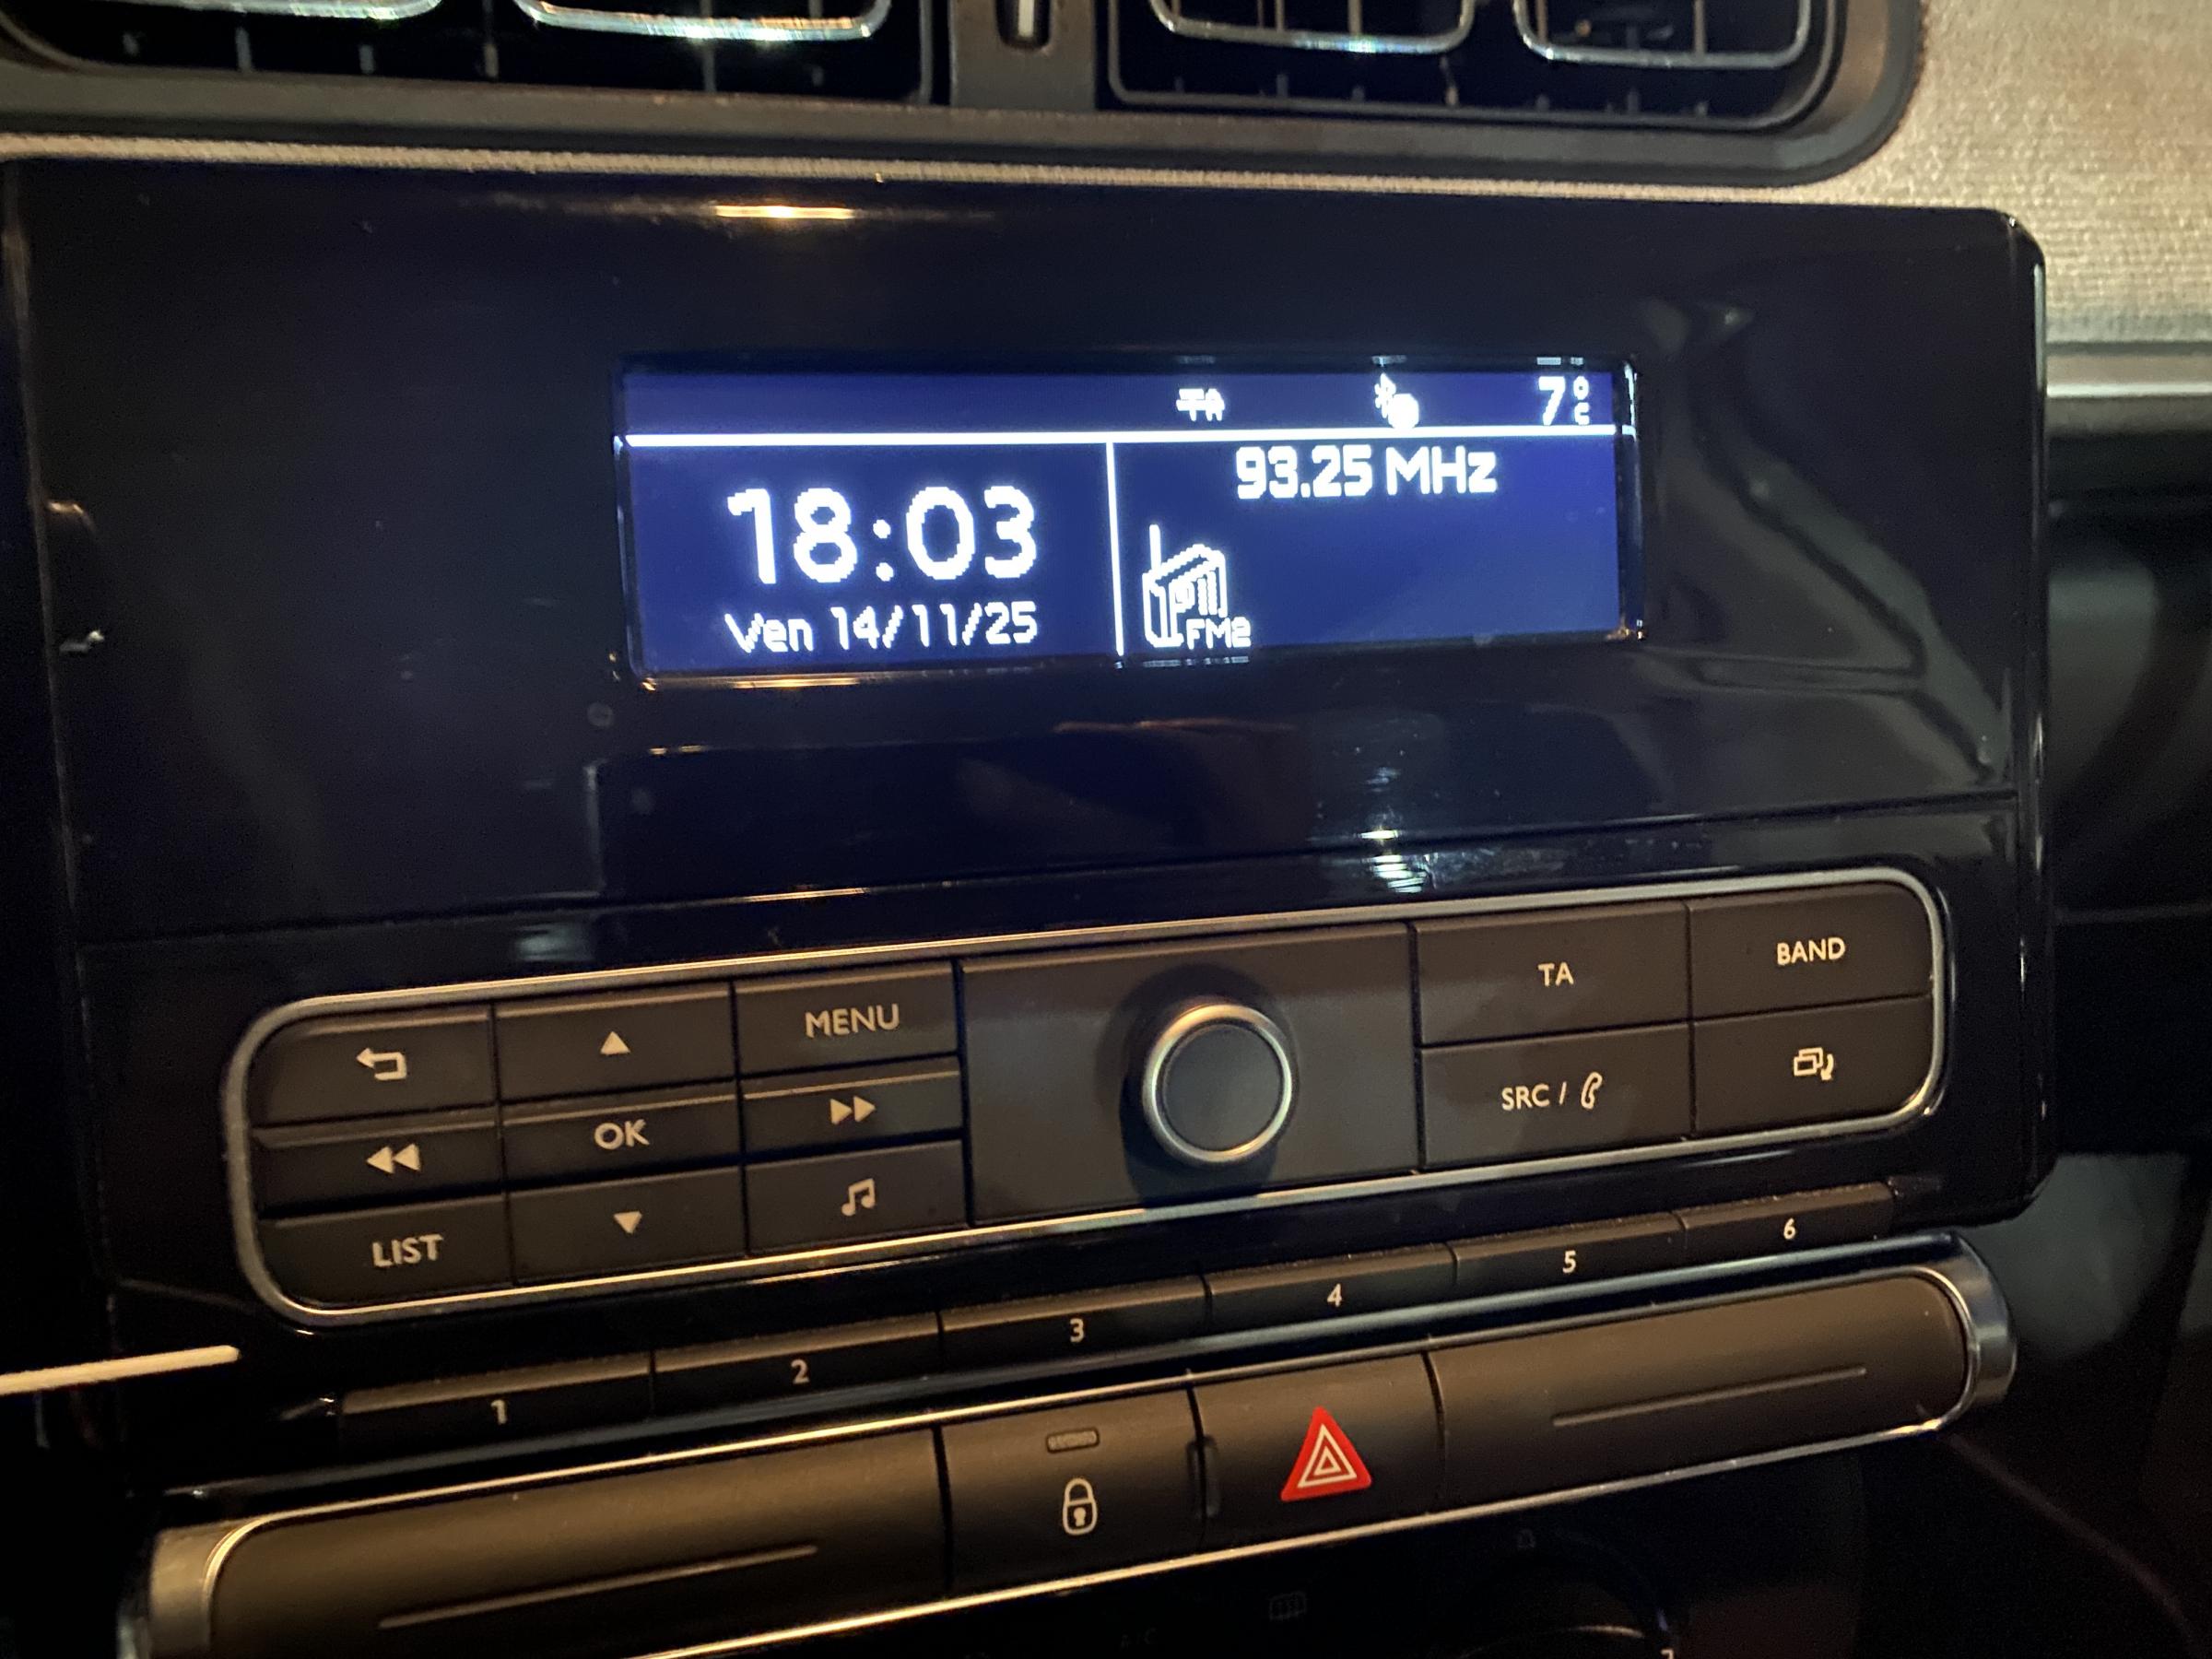 TA
7°C
93.25 MHz
18:03
Ven 14/11/25
FM2
MENU
TA
BAND
OK
SRC /
LIST
1
2
3
4
5
6